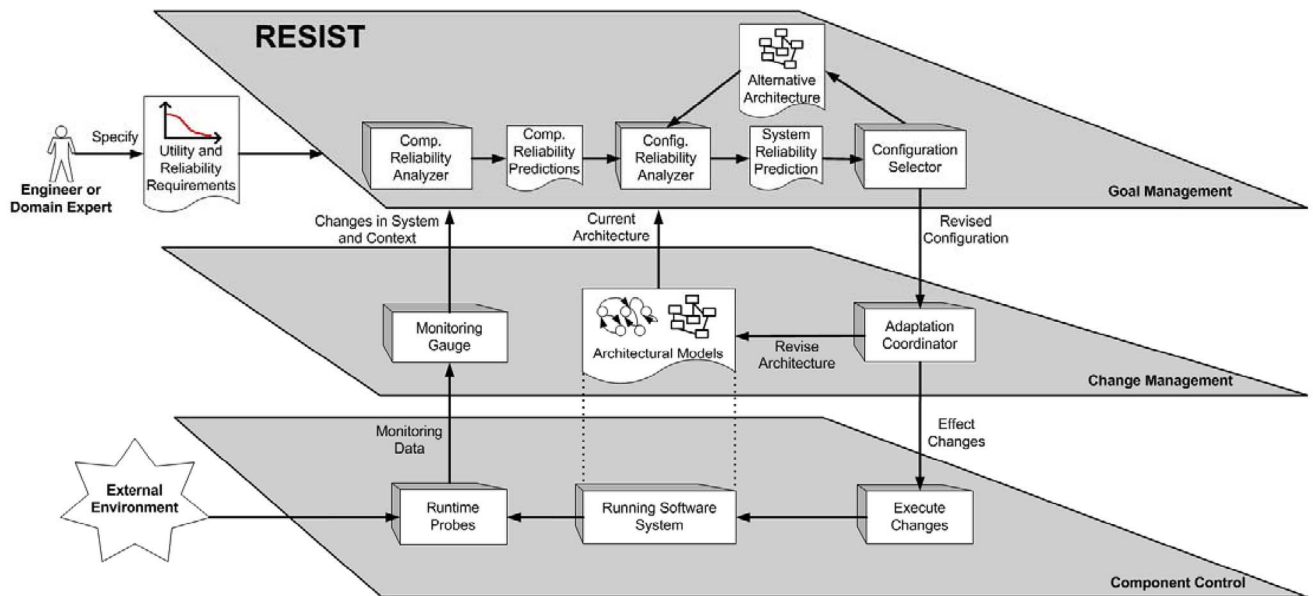 RESIST
Alternative
Architecture
Specify
Utility and
Reliability
Requirements
Engineer or
Domain Expert
Comp.
Reliability
Analyzer
Comp.
Reliability
Predictions
Config.
Reliability
Analyzer
System
Reliability
Prediction
Configuration
Selector
Goal Management
Changes in System
and Context
Current
Architecture
Revised
Configuration
Monitoring
Gauge
Architectural Models
Revise
Architecture
Adaptation
Coordinator
Change Management
Monitoring
Data
Effect
Changes
External
Environment
Runtime
Probes
Running Software
System
Execute
Changes
Component Control